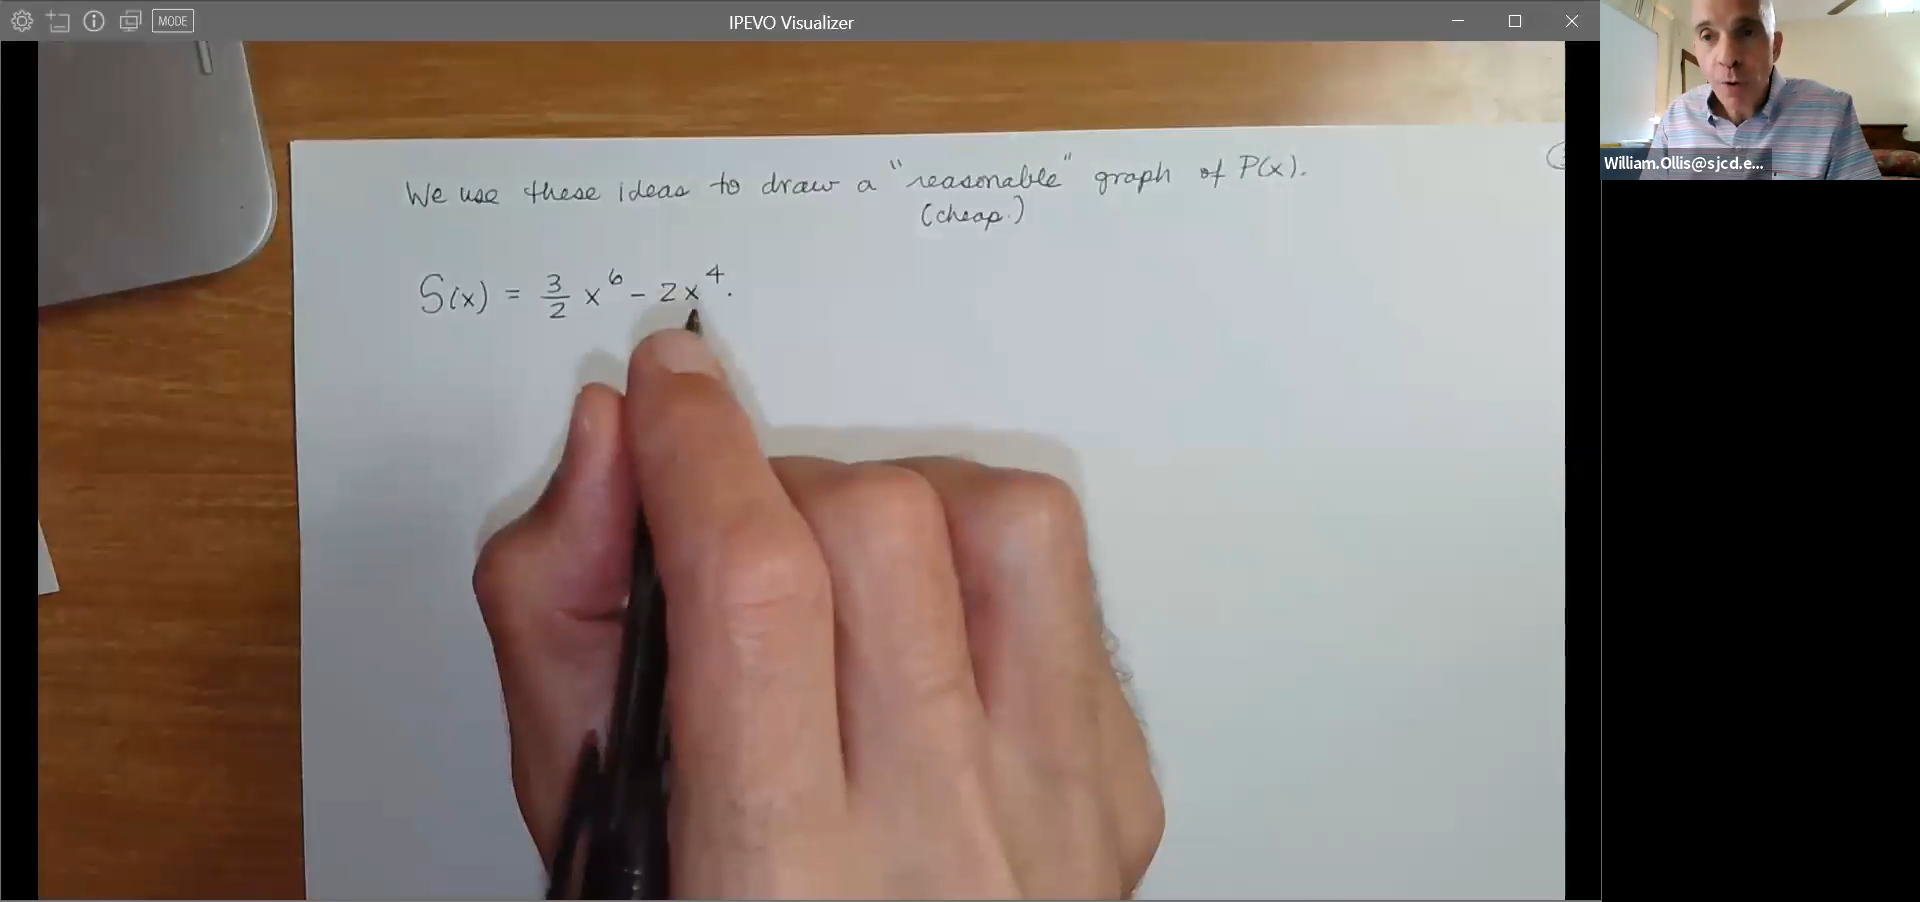 MODE
IPEVO Visualizer
William.Ollis@sjcd.e...
We use these ideas to draw a "reasonable" graph of P(x).
(cheap.)
S(x) = 3/2 x^6 - 2x^4.